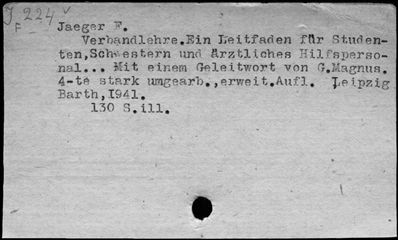 J 224
F
Jaeger F.
Verbandlehre.Ein Leitfaden für Studen-
ten,Schwestern und Ärztliches Hilfsperso-
nal... Mit einem Geleitwort von G.Magnus.
4-te stark umgearb.,erweit.Aufl. Leipzig
Barth,1941.
130 S.ill.